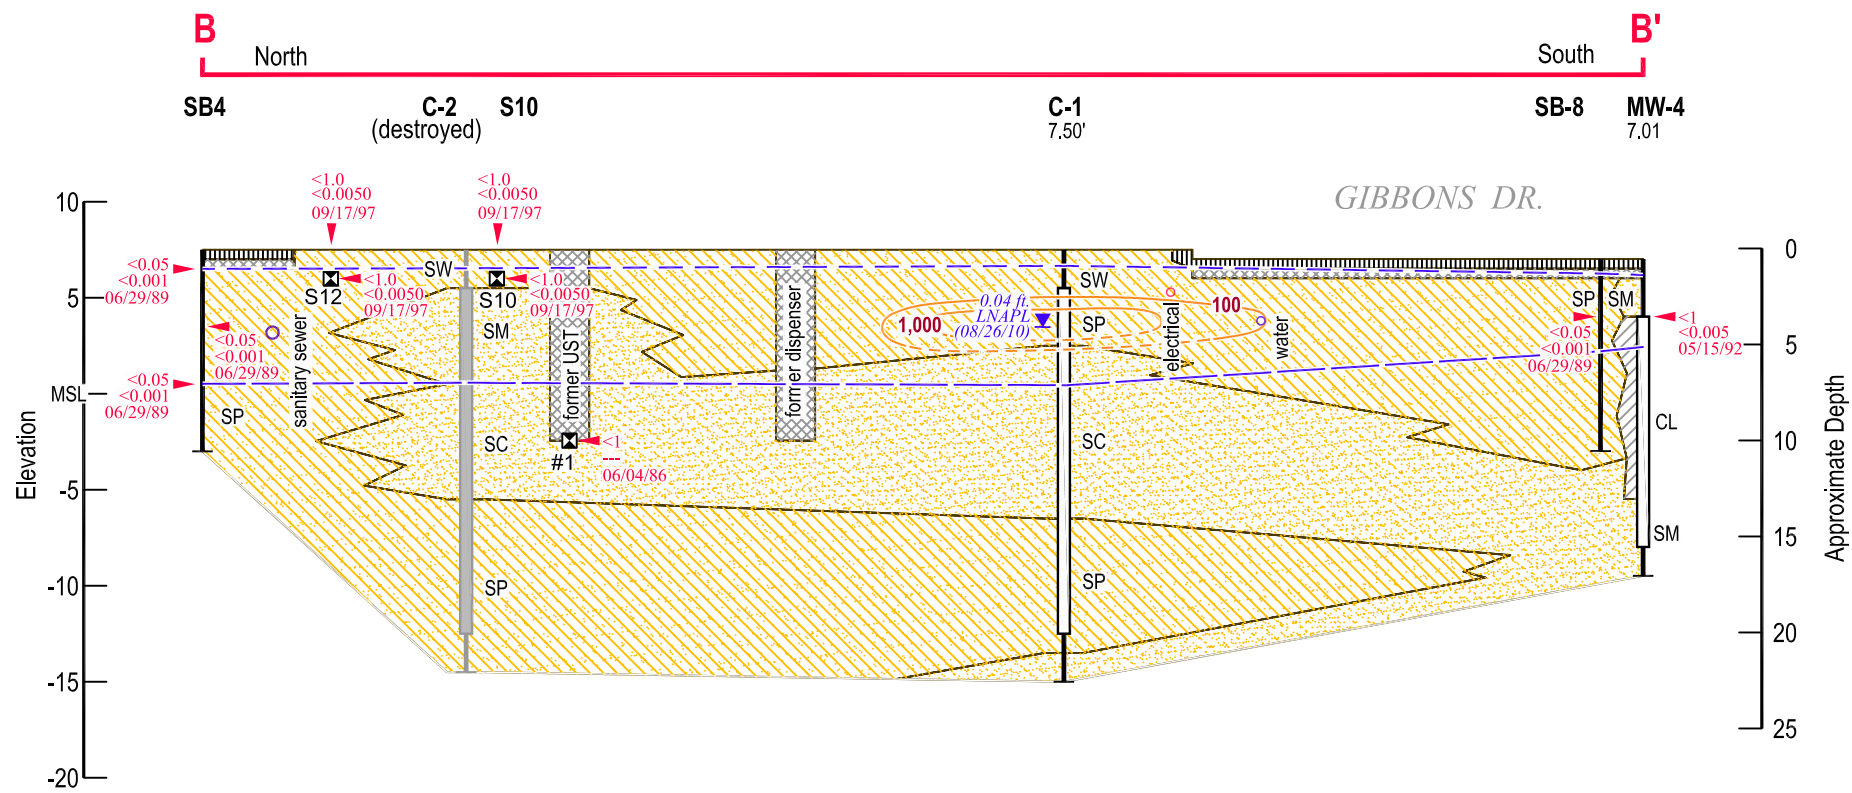 B
B'
North
South
SB4
C-2
(destroyed)
S10
C-1
7.50'
SB-8
MW-4
7.01
GIBBONS DR.
<1.0
<0.0050
09/17/97
<1.0
<0.0050
09/17/97
10
5
MSL
-5
-10
-15
-20
Elevation
0
5
10
15
20
25
Approximate Depth
<0.05
<0.001
06/29/89
<0.05
<0.001
06/29/89
<0.05
<0.001
06/29/89
SP
sanitary sewer
S12
<1.0
<0.0050
09/17/97
SW
SM
SC
SP
S10
<1.0
<0.0050
09/17/97
former UST
#1
<1
---
06/04/86
former dispenser
1,000
0.04 ft.
LNAPL
(08/26/10)
SW
SP
SC
SP
electrical
100
water
SP
SM
<0.05
<0.001
06/29/89
<1
<0.005
05/15/92
CL
SM